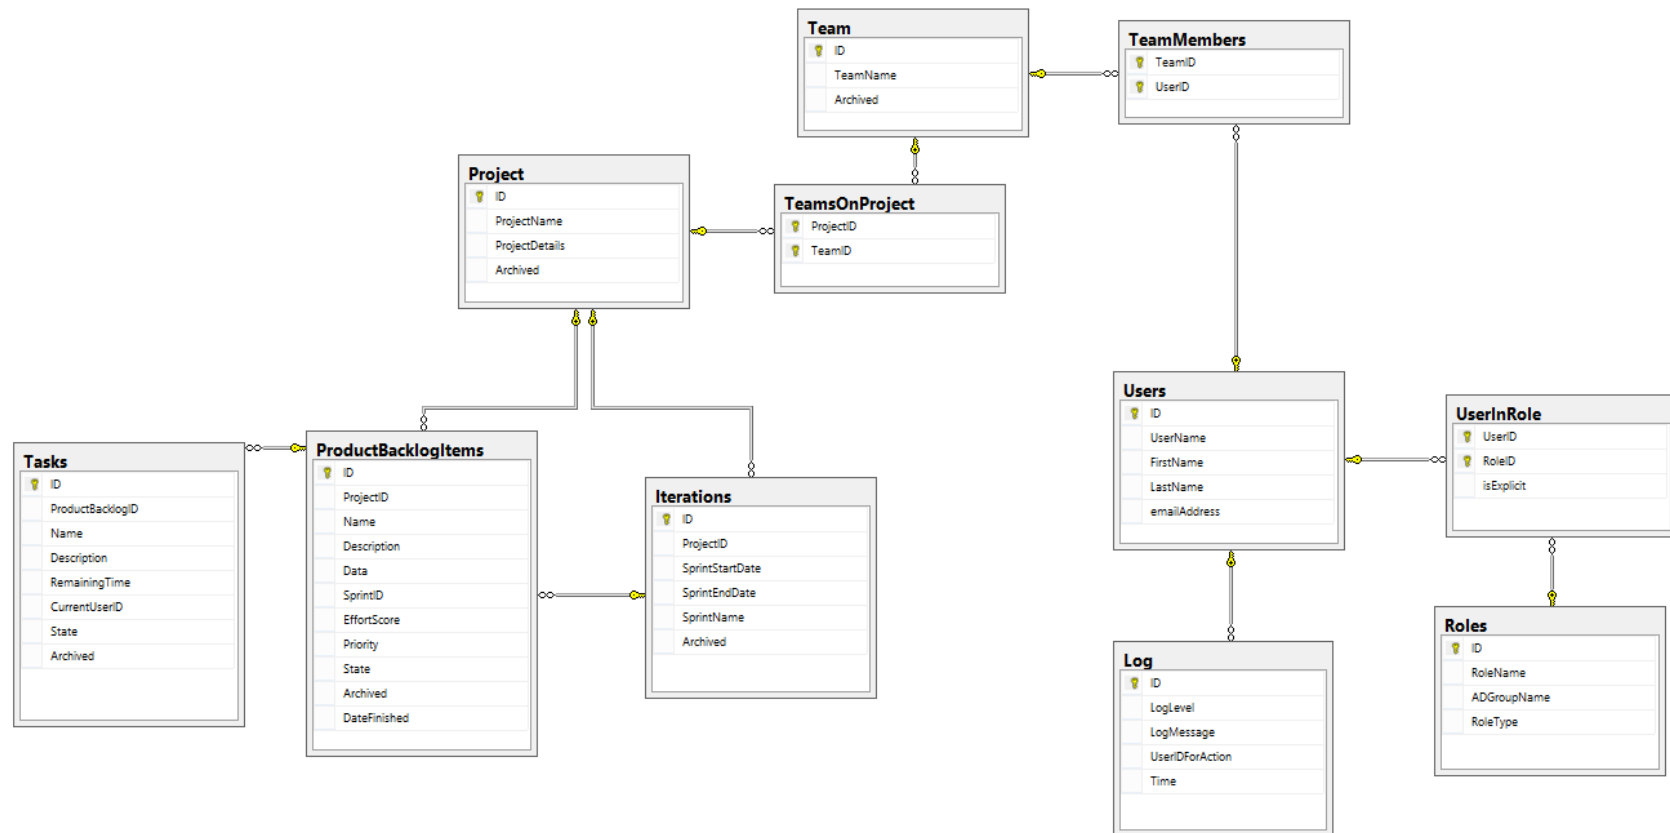 Team
ID
TeamName
Archived
TeamMembers
TeamID
UserID
Project
ID
ProjectName
ProjectDetails
Archived
TeamsOnProject
ProjectID
TeamID
Users
ID
UserName
FirstName
LastName
emailAddress
UserInRole
UserID
RoleID
isExplicit
Tasks
ID
ProductBacklogID
Name
Description
RemainingTime
CurrentUserID
State
Archived
ProductBacklogItems
ID
ProjectID
Name
Description
Data
SprintID
EffortScore
Priority
State
Archived
DateFinished
Iterations
ID
ProjectID
SprintStartDate
SprintEndDate
SprintName
Archived
Log
ID
LogLevel
LogMessage
UserIDForAction
Time
Roles
ID
RoleName
ADGroupName
RoleType